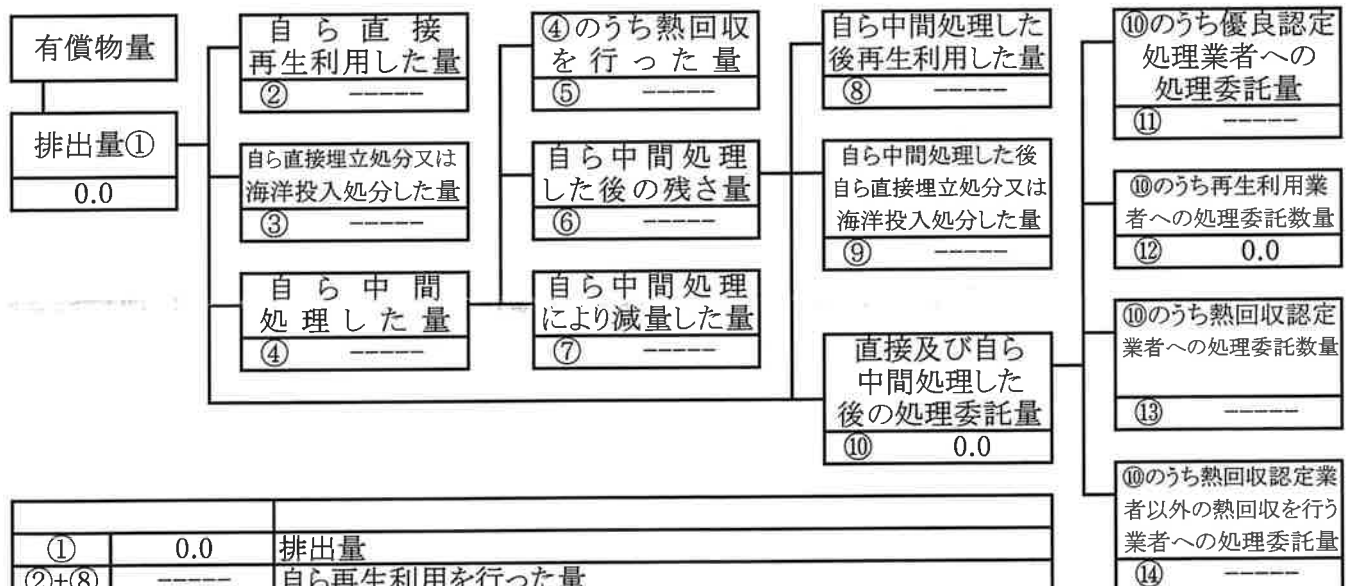 有償物量
排出量①
0.0
自ら直接
再生利用した量
② -----
自ら直接埋立処分又は
海洋投入処分した量
③ -----
自ら中間
処理した量
④ -----
④のうち熱回収
を行った量
⑤ -----
自ら中間処理
した後の残さ量
⑥ -----
自ら中間処理
により減量した量
⑦ -----
自ら中間処理した
後再生利用した量
⑧ -----
自ら中間処理した後
自ら直接埋立処分又は
海洋投入処分した量
⑨ -----
直接及び自ら
中間処理した
後の処理委託量
⑩ 0.0
⑩のうち優良認定
処理業者への
処理委託量
⑪ -----
⑩のうち再生利用業
者への処理委託数量
⑫ 0.0
⑩のうち熱回収認定
業者への処理委託数量
⑬ -----
⑩のうち熱回収認定業
者以外の熱回収を行う
業者への処理委託量
⑭ -----
① 0.0 排出量
②+⑧ ----- 自ら再生利用を行った量